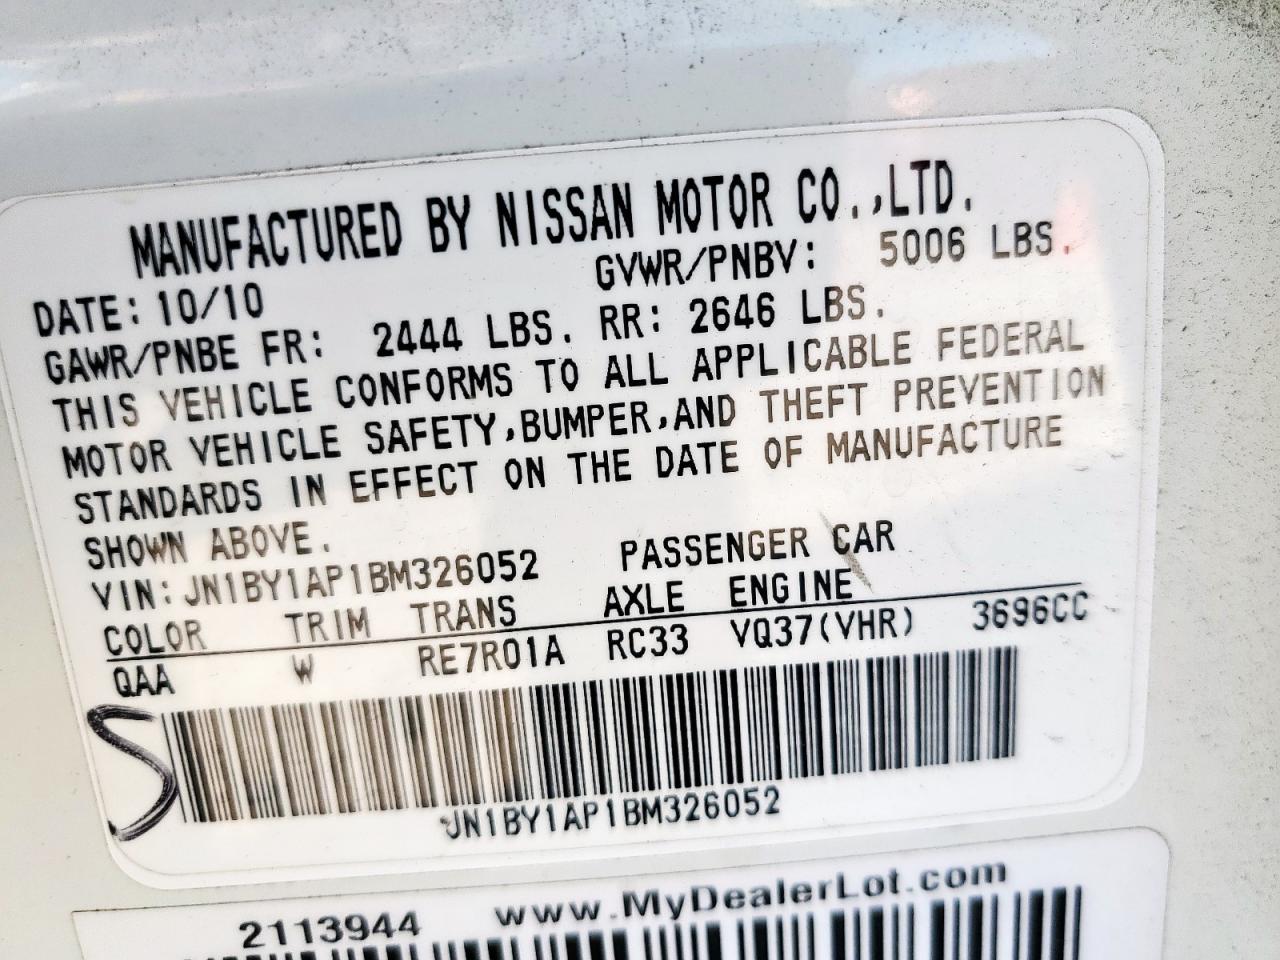 MANUFACTURED BY NISSAN MOTOR CO.,LTD.
DATE: 10/10 GVWR/PNBV: 5006 LBS.
GAWR/PNBE FR: 2444 LBS. RR: 2646 LBS.
THIS VEHICLE CONFORMS TO ALL APPLICABLE FEDERAL
MOTOR VEHICLE SAFETY,BUMPER,AND THEFT PREVENTION
STANDARDS IN EFFECT ON THE DATE OF MANUFACTURE
SHOWN ABOVE.
VIN: JN1BY1AP1BM326052 PASSENGER CAR
COLOR TRIM TRANS AXLE ENGINE
QAA W RE7R01A RC33 VQ37(VHR) 3696CC
S
JN1BY1AP1BM326052
2113944 www.MyDealerLot.com